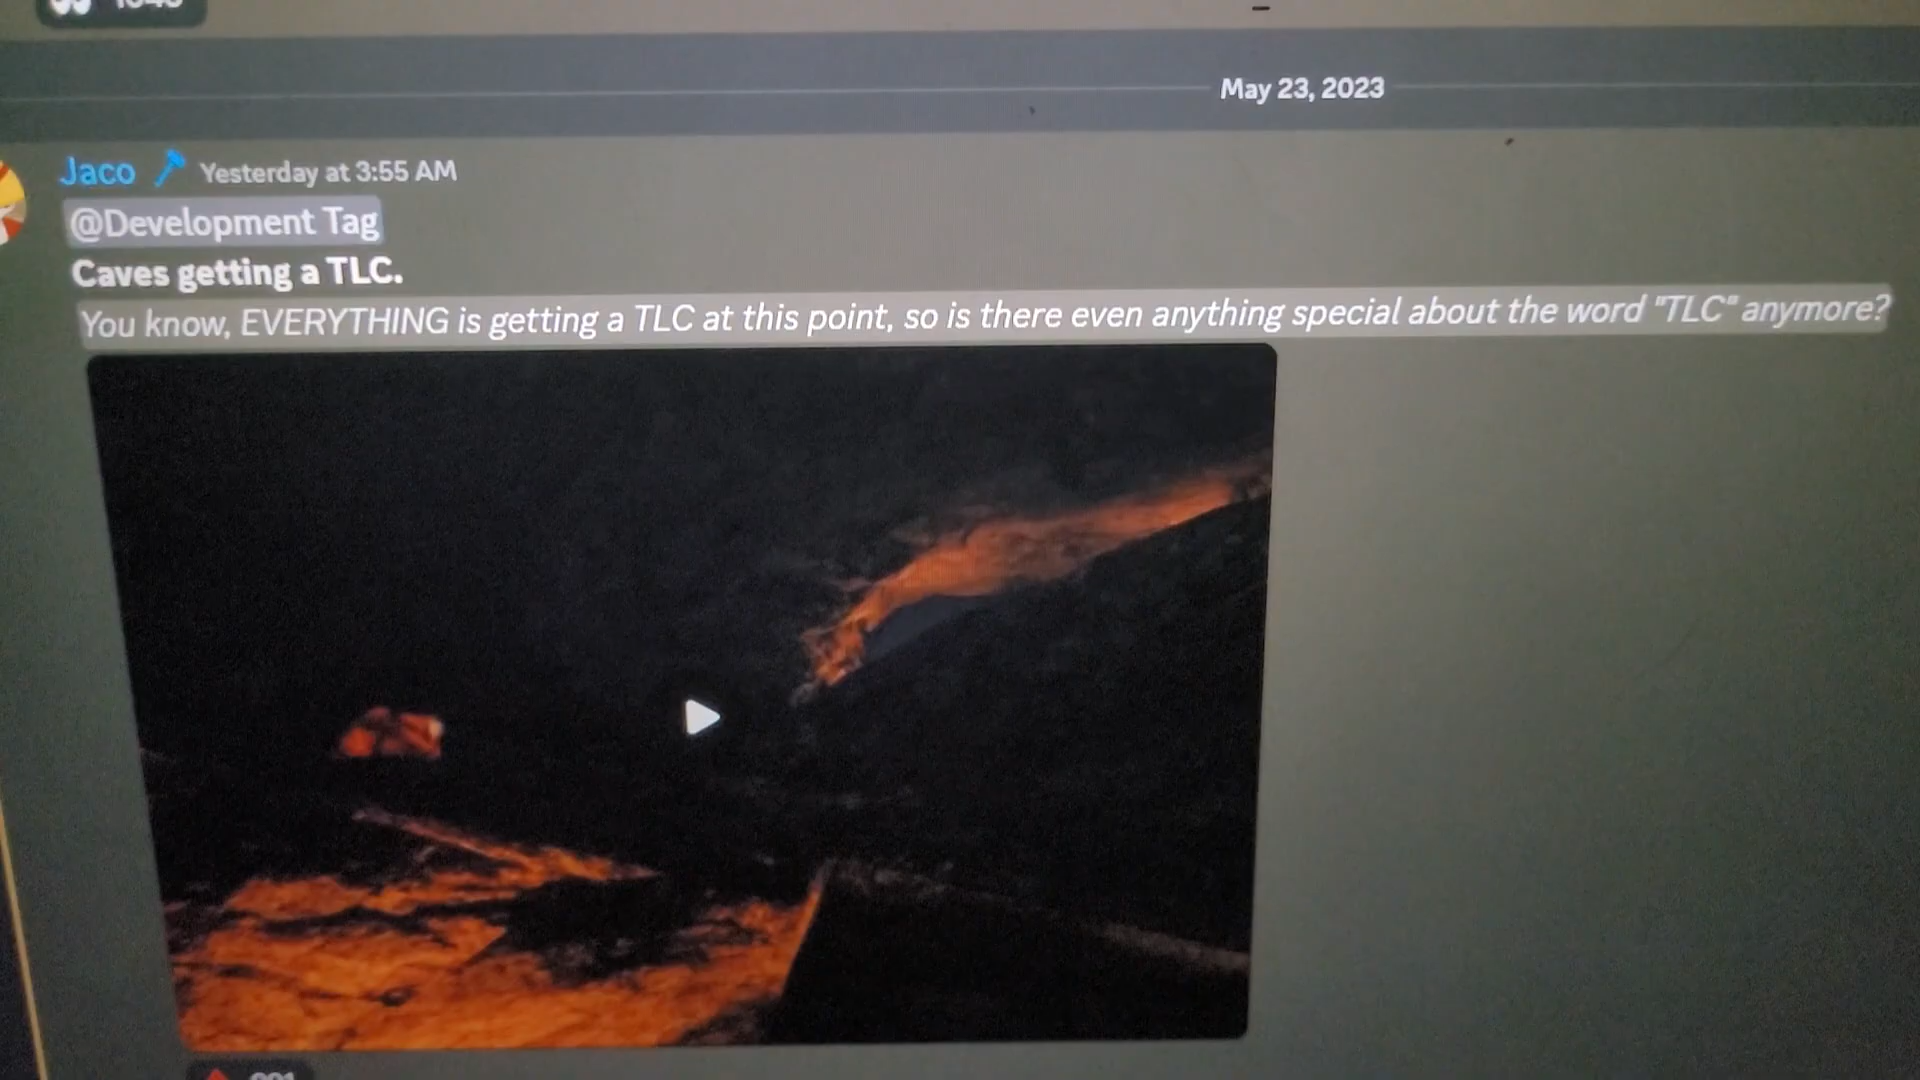 May 23, 2023
Jaco Yesterday at 3:55 AM
@Development Tag
Caves getting a TLC.
You know, EVERYTHING is getting a TLC at this point, so is there even anything special about the word "TLC" anymore?